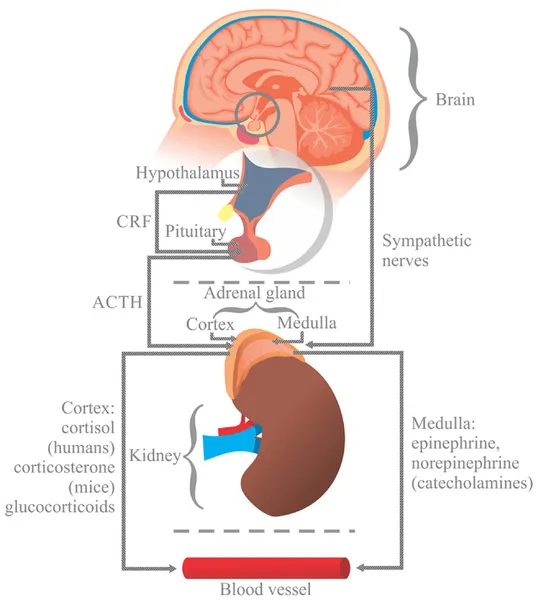 Brain
Hypothalamus
CRF
Pituitary
Sympathetic
nerves
ACTH
Adrenal gland
Cortex
Medulla
Cortex:
cortisol
(humans)
corticosterone
(mice)
glucocorticoids
Kidney
Medulla:
epinephrine,
norepinephrine
(catecholamines)
Blood vessel